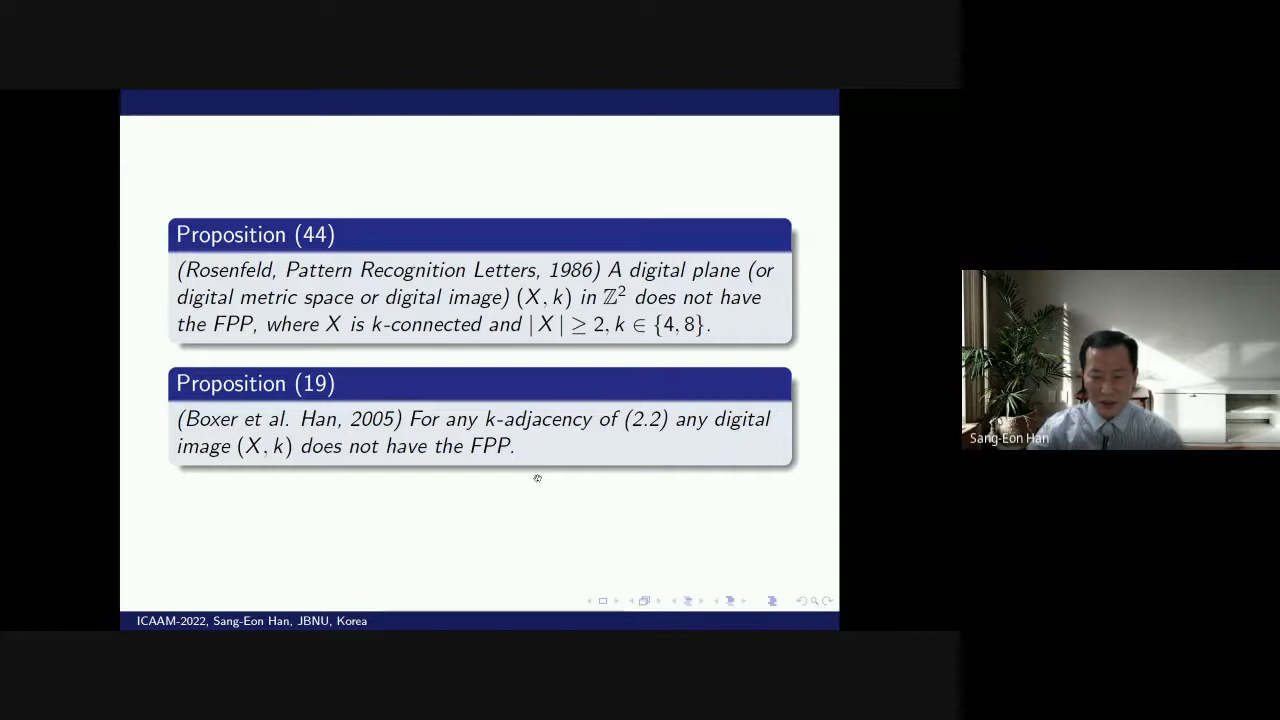 Proposition (44)
(Rosenfeld, Pattern Recognition Letters, 1986) A digital plane (or
digital metric space or digital image) (X, k) in ℤ² does not have
the FPP, where X is k-connected and | X | ≥ 2, k ∈ {4, 8}.
Proposition (19)
(Boxer et al. Han, 2005) For any k-adjacency of (2.2) any digital
image (X, k) does not have the FPP.
ICAAM-2022, Sang-Eon Han, JBNU, Korea
Sang-Eon Han